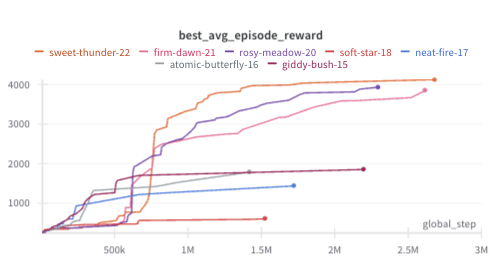 best_avg_episode_reward
sweet-thunder-22 firm-dawn-21 rosy-meadow-20 soft-star-18 neat-fire-17
atomic-butterfly-16 giddy-bush-15
4000
3000
2000
1000
global_step
500k 1M 1.5M 2M 2.5M 3M